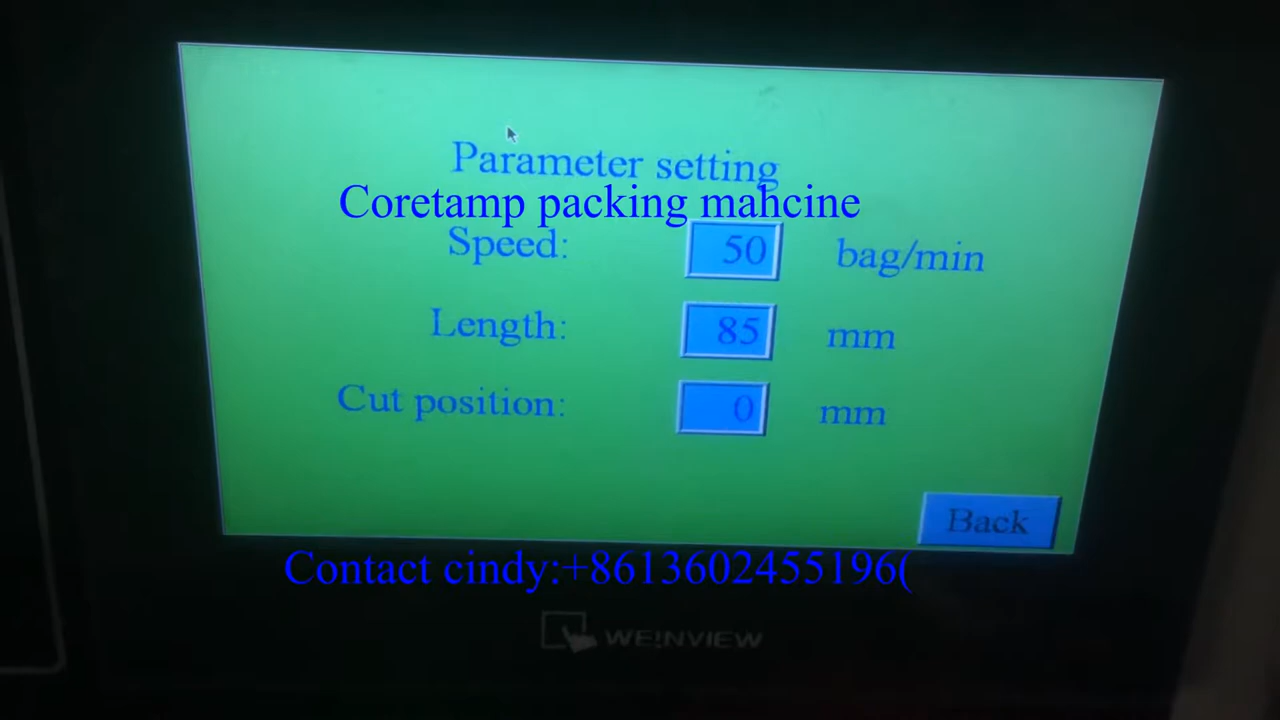 Parameter setting
Coretamp packing mahcine
Speed: 50 bag/min
Length: 85 mm
Cut position: 0 mm
Back
Contact cindy:+8613602455196(
WEINVIEW